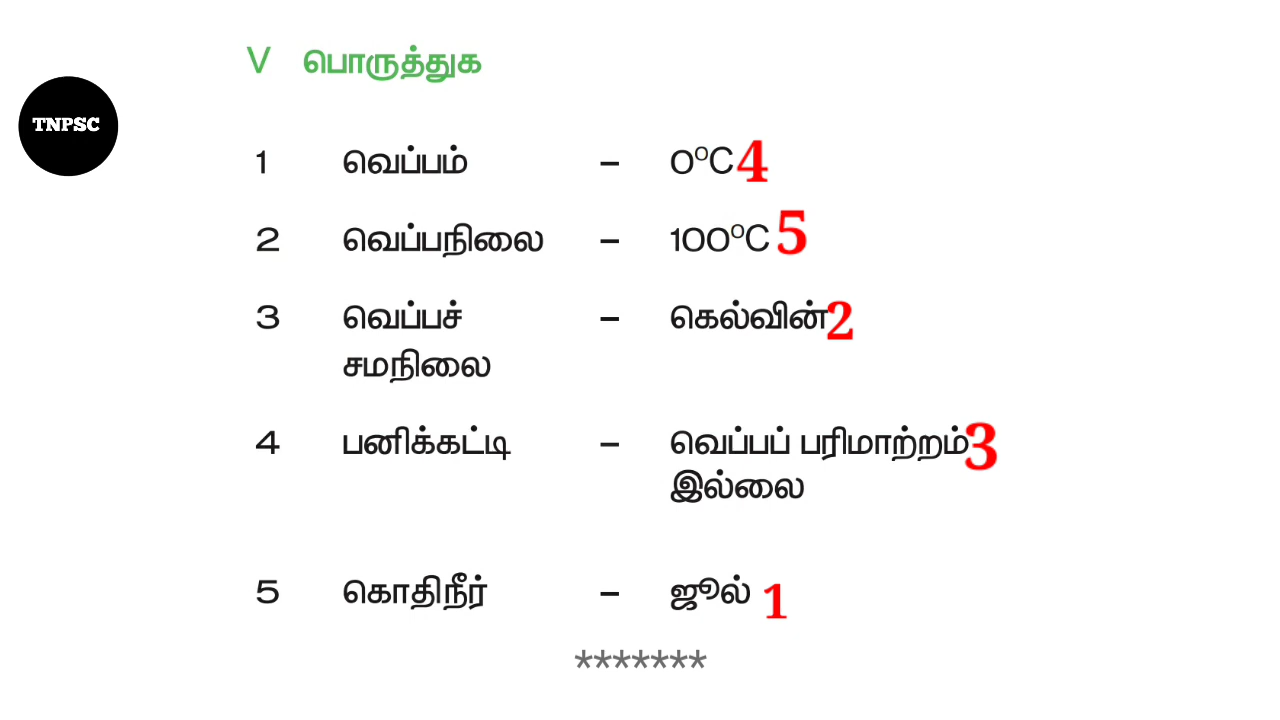 V பொருத்துக
TNPSC
1 வெப்பம் – 0°C 4
2 வெப்பநிலை – 100°C 5
3 வெப்பச் – கெல்வின் 2
சமநிலை
4 பனிக்கட்டி – வெப்பப் பரிமாற்றம் 3
இல்லை
5 கொதிநீர் – ஜூல் 1
*******